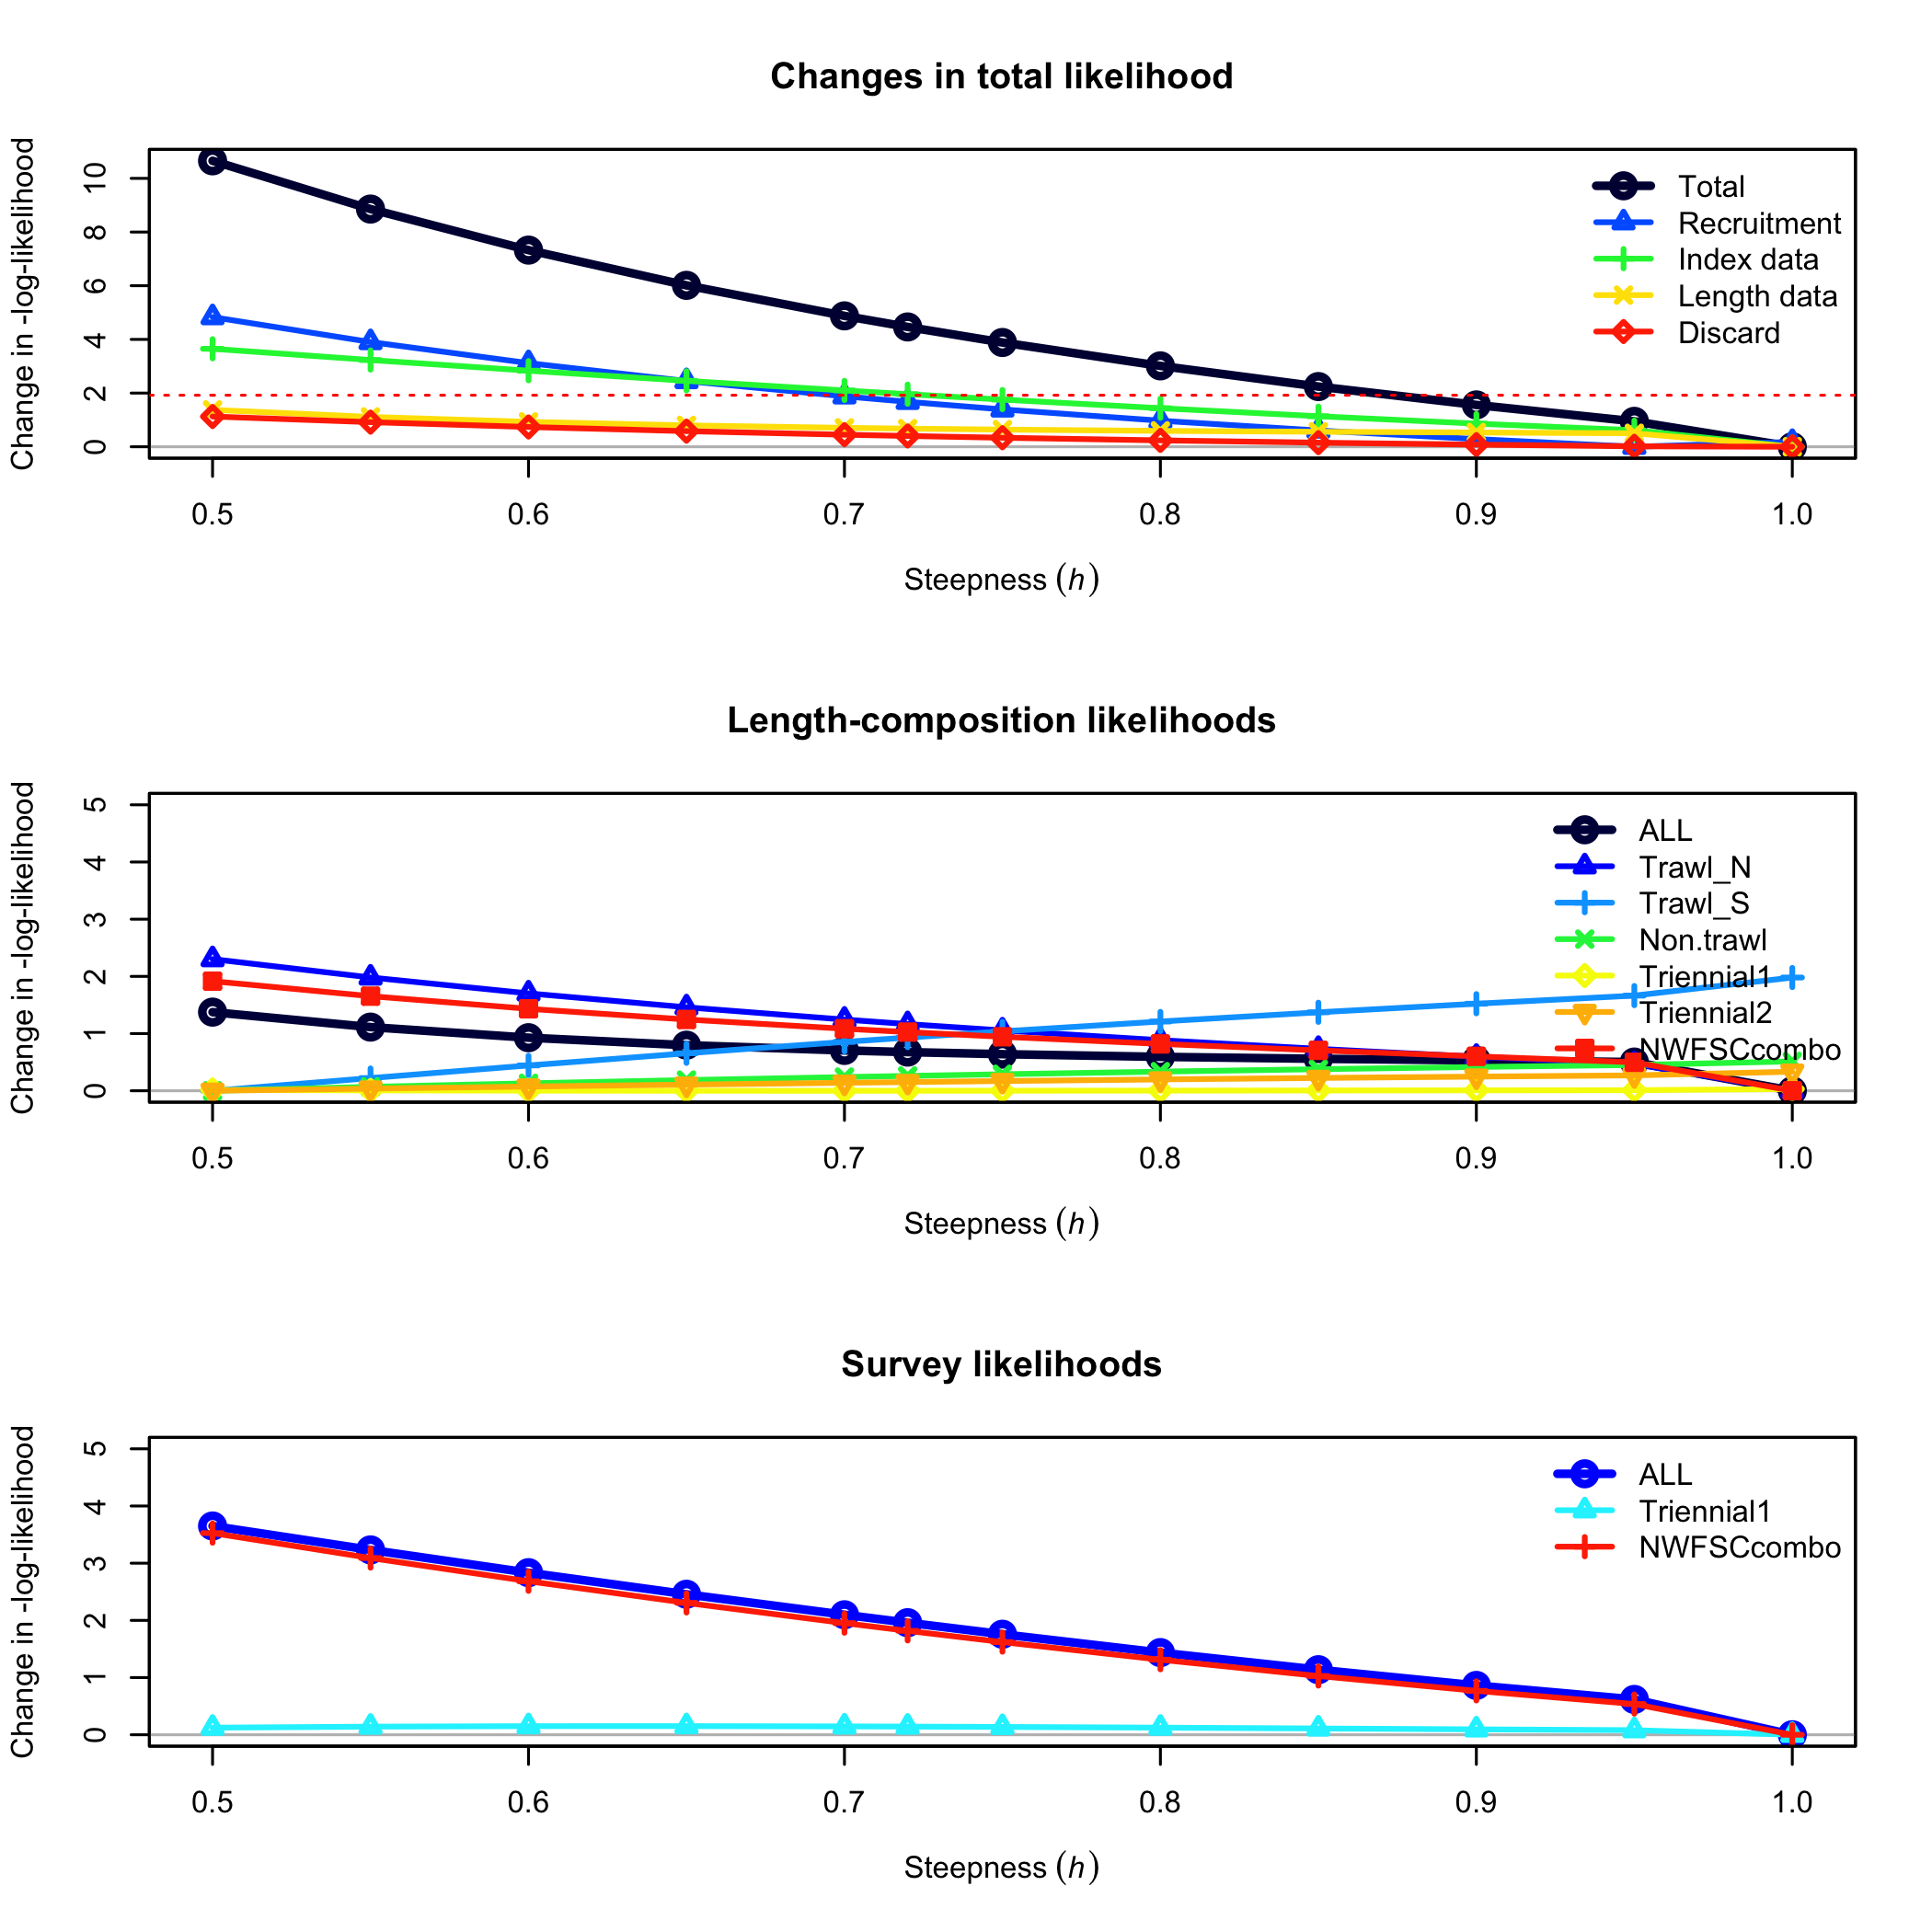 Changes in total likelihood
Change in -log-likelihood
10
8
6
4
2
0
Total
Recruitment
Index data
Length data
Discard
0.5 0.6 0.7 0.8 0.9 1.0
Steepness (h)
Length-composition likelihoods
Change in -log-likelihood
5
4
3
2
1
0
ALL
Trawl_N
Trawl_S
Non.trawl
Triennial1
Triennial2
NWFSCcombo
0.5 0.6 0.7 0.8 0.9 1.0
Steepness (h)
Survey likelihoods
Change in -log-likelihood
5
4
3
2
1
0
ALL
Triennial1
NWFSCcombo
0.5 0.6 0.7 0.8 0.9 1.0
Steepness (h)